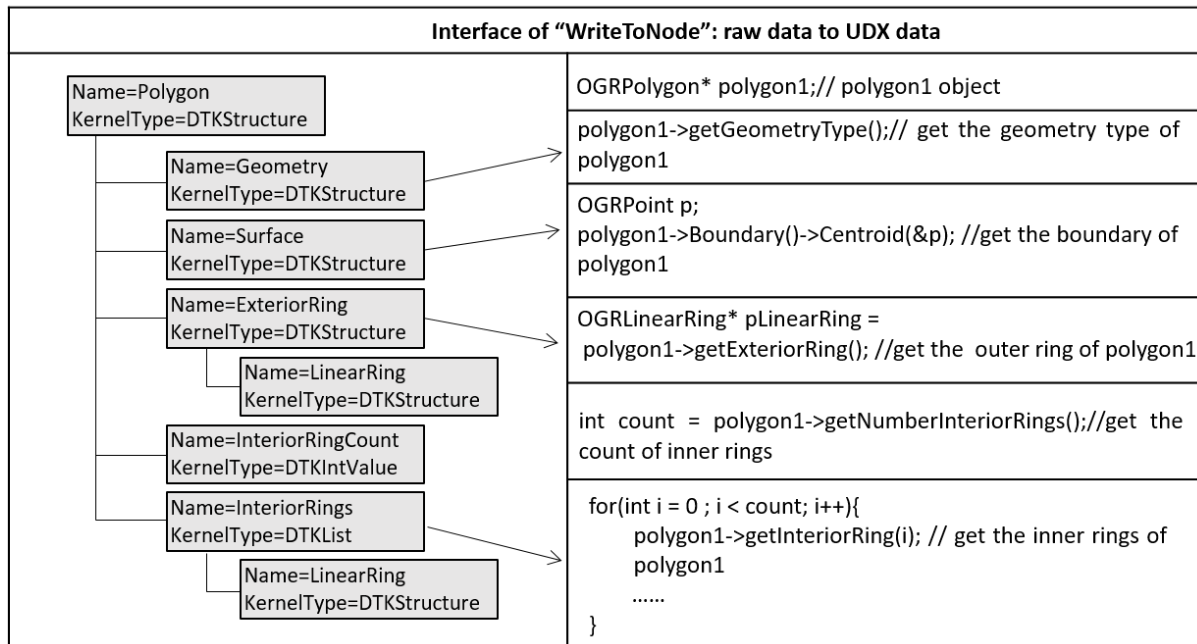 Interface of “WriteToNode”: raw data to UDX data
Name=Polygon
KernelType=DTKStructure
Name=Geometry
KernelType=DTKStructure
Name=Surface
KernelType=DTKStructure
Name=ExteriorRing
KernelType=DTKStructure
Name=LinearRing
KernelType=DTKStructure
Name=InteriorRingCount
KernelType=DTKIntValue
Name=InteriorRings
KernelType=DTKList
Name=LinearRing
KernelType=DTKStructure
OGRPolygon* polygon1;// polygon1 object
polygon1->getGeometryType();// get the geometry type of
polygon1
OGRPoint p;
polygon1->Boundary()->Centroid(&p); //get the boundary of
polygon1
OGRLinearRing* pLinearRing =
polygon1->getExteriorRing(); //get the outer ring of polygon1
int count = polygon1->getNumberInteriorRings();//get the
count of inner rings
for(int i = 0 ; i < count; i++){
polygon1->getInteriorRing(i); // get the inner rings of
polygon1
......
}